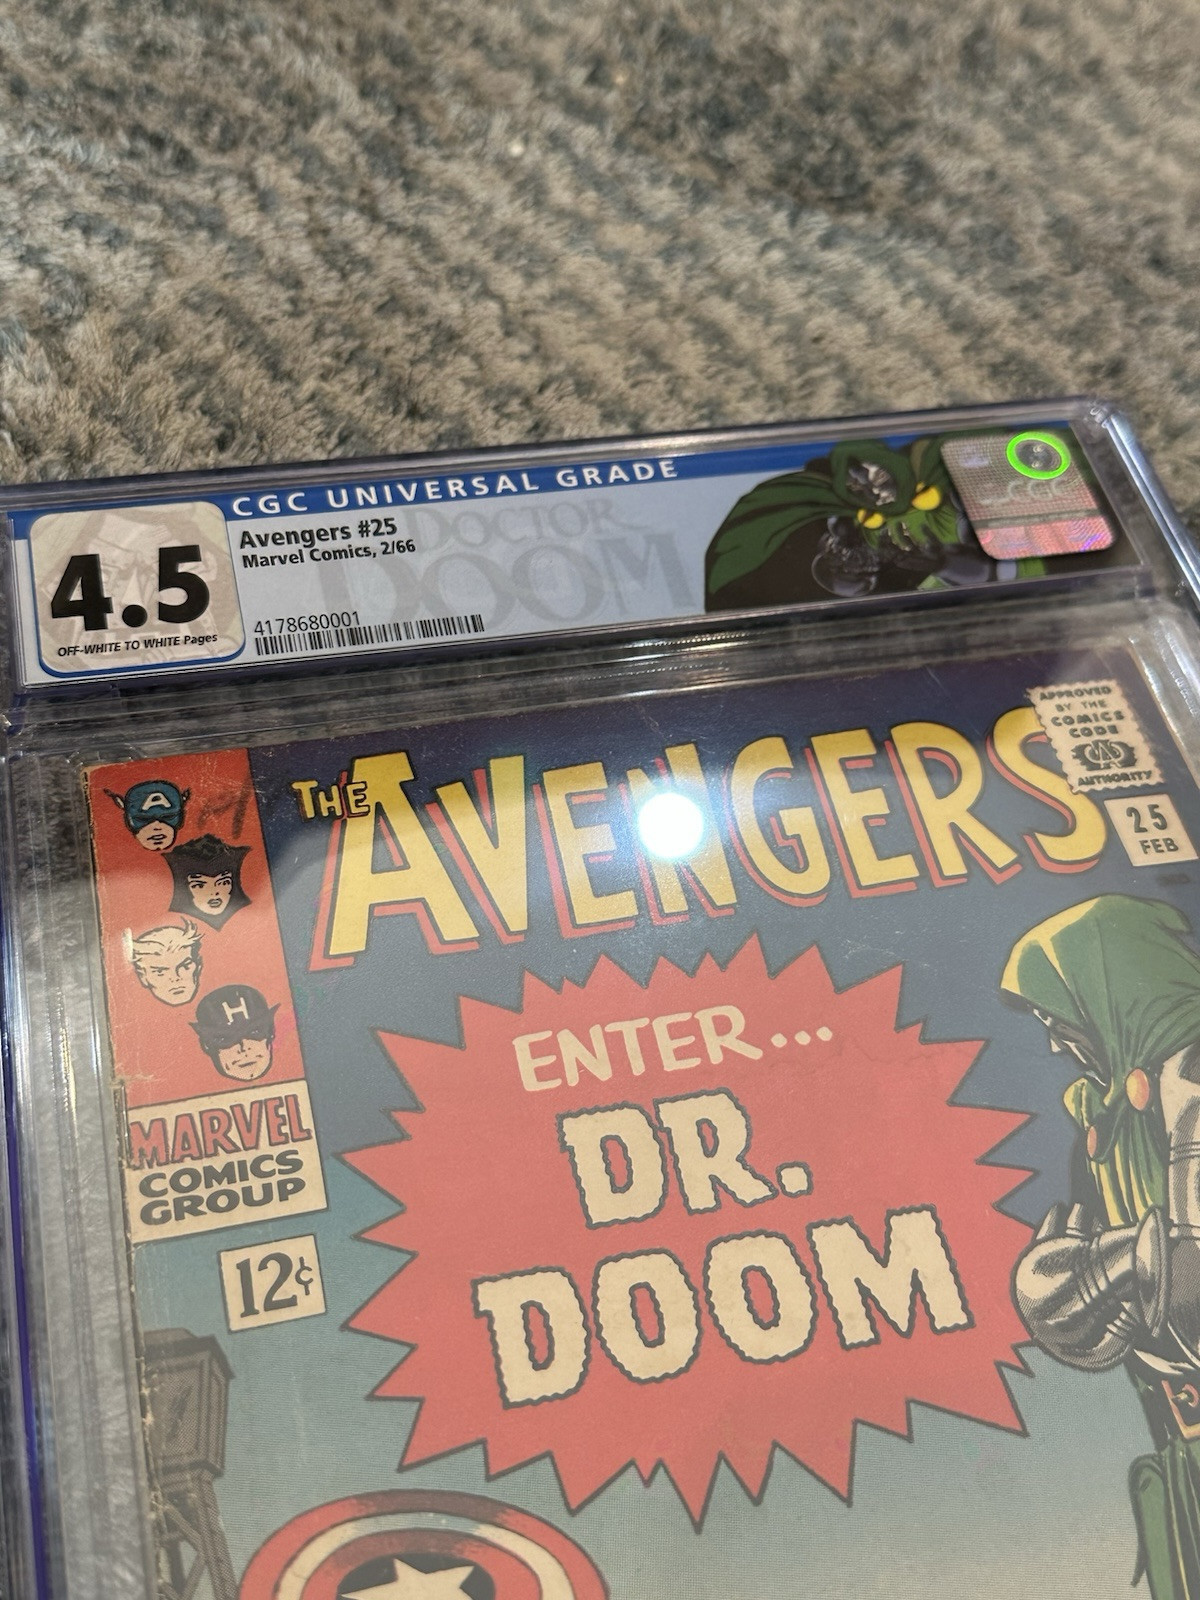 CGC UNIVERSAL GRADE
4.5
OFF-WHITE TO WHITE Pages
Avengers #25
Marvel Comics, 2/66
DOCTOR
DOOM
4178680001
CGC
APPROVED
BY THE
COMICS
CODE
AUTHORITY
THE AVENGERS
25
FEB
A
H
MARVEL
COMICS
GROUP
12¢
ENTER...
DR.
DOOM